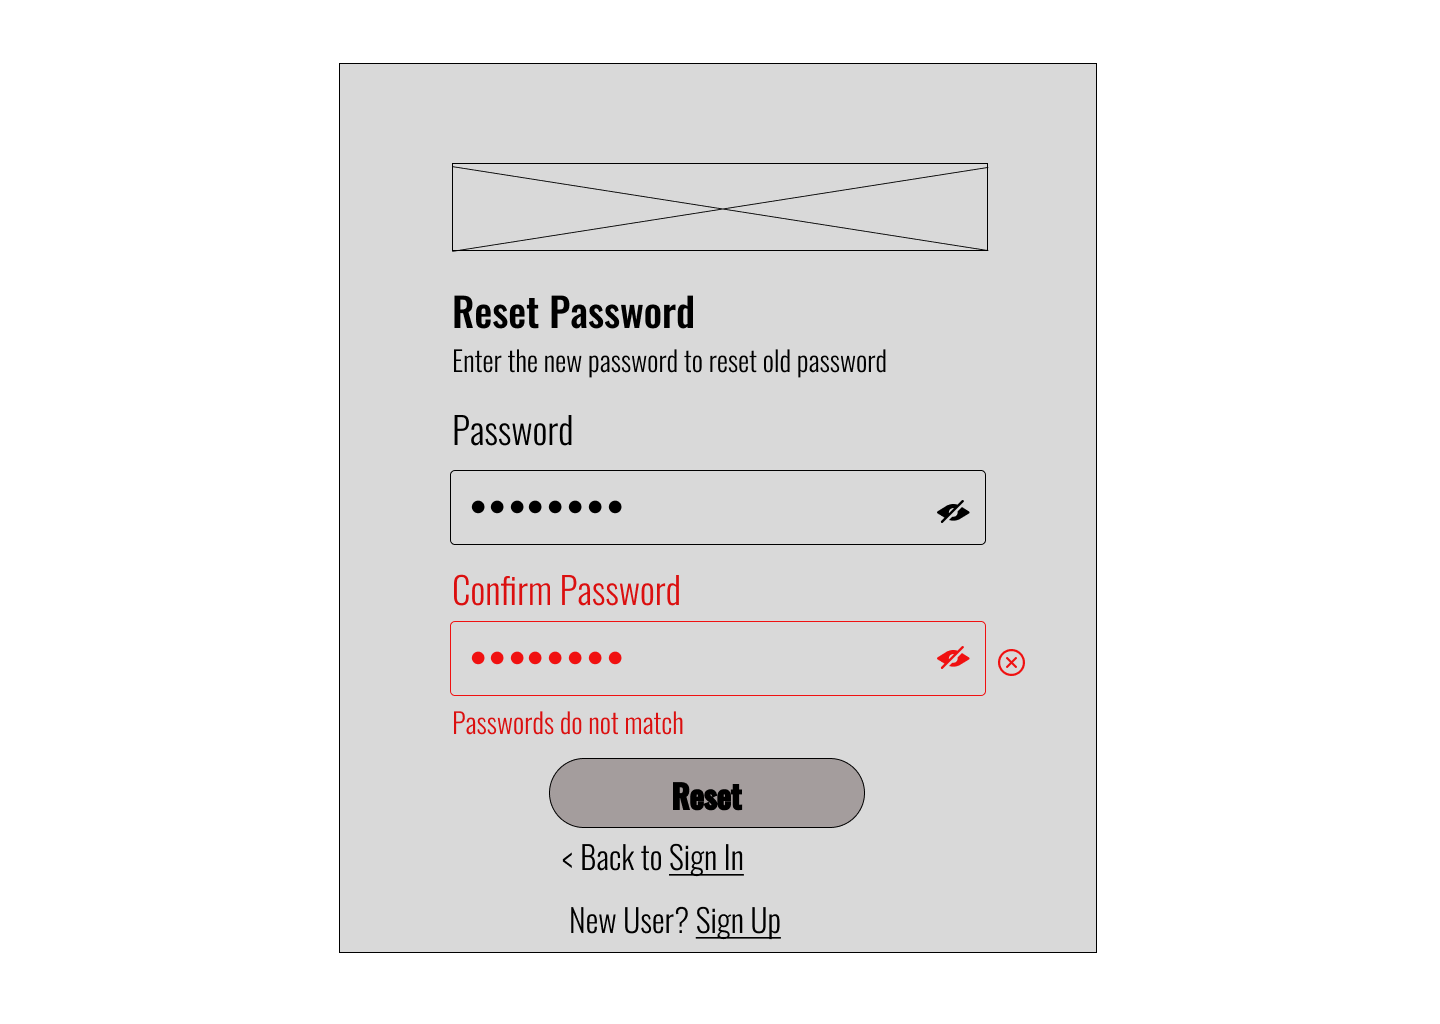 Reset Password
Enter the new password to reset old password
Password
Confirm Password
Passwords do not match
Reset
< Back to Sign In
New User? Sign Up